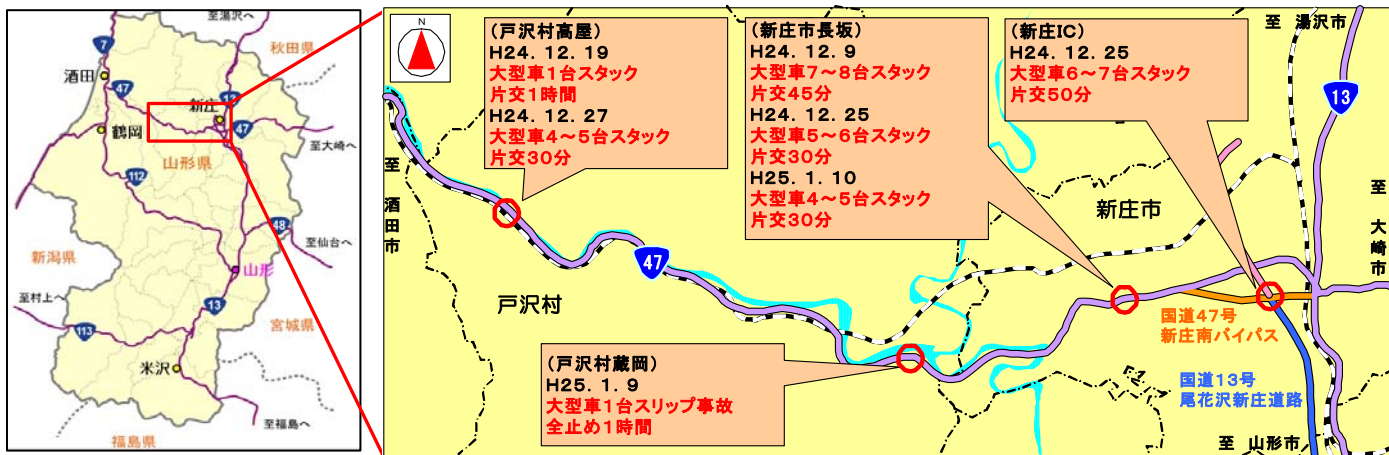 至湯沢へ
秋田県
7
酒田
47
13
新庄
47
鶴岡
至大崎へ
山形県
112
48
至仙台へ
新潟県
山形
至村上へ
13
宮城県
113
米沢
至福島へ
福島県
N
(戸沢村高屋)
H24. 12. 19
大型車1台スタック
片交1時間
H24. 12. 27
大型車4～5台スタック
片交30分
(新庄市長坂)
H24. 12. 9
大型車7～8台スタック
片交45分
H24. 12. 25
大型車5～6台スタック
片交30分
H25. 1. 10
大型車4～5台スタック
片交30分
(新庄IC)
H24. 12. 25
大型車6～7台スタック
片交50分
至 湯沢市
13
至 酒田市
新庄市
至 大崎市
47
戸沢村
国道47号
新庄南バイパス
(戸沢村蔵岡)
H25. 1. 9
大型車1台スリップ事故
全止め1時間
国道13号
尾花沢新庄道路
至 山形市